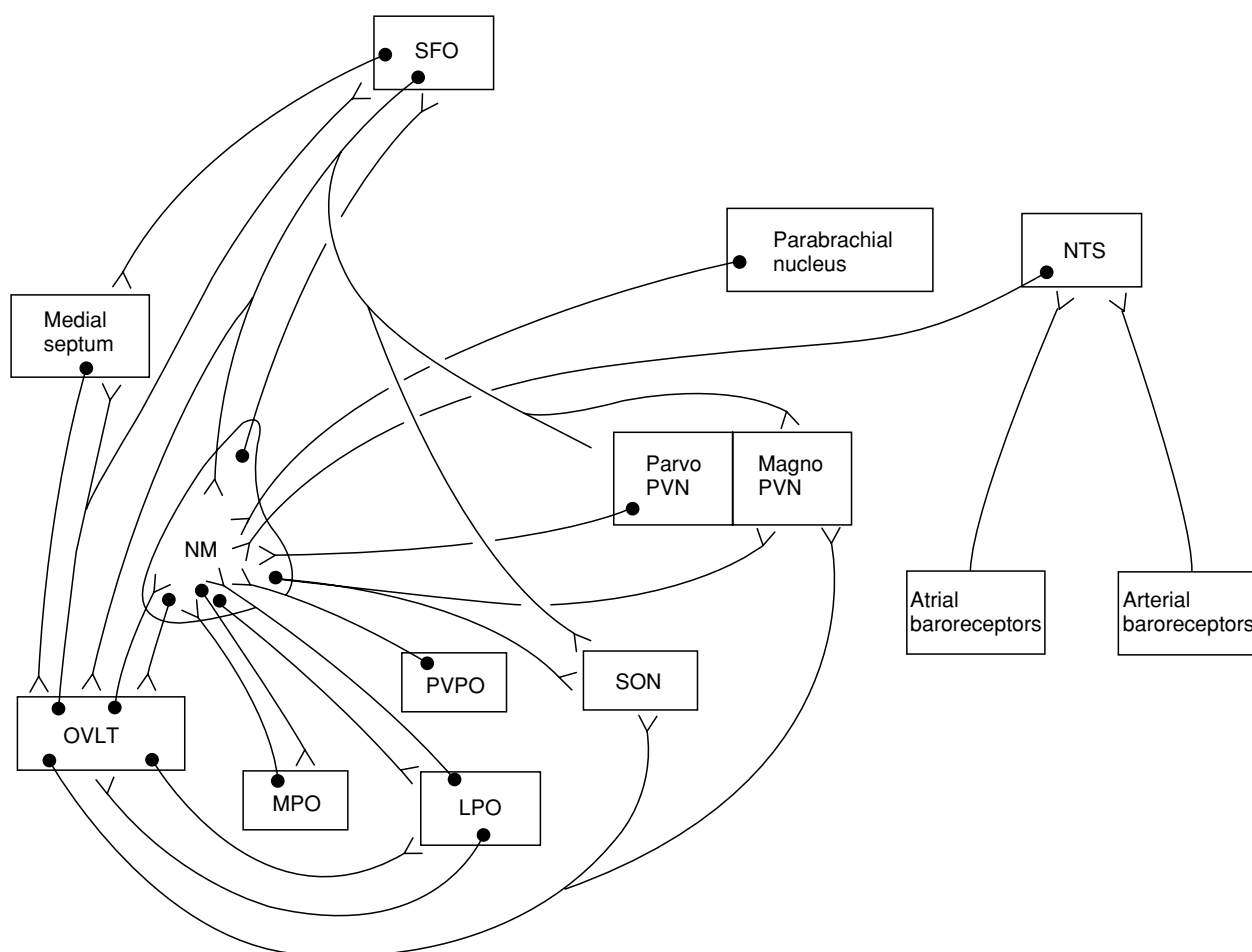 SFO
Parabrachial
nucleus
NTS
Medial
septum
Parvo
PVN
Magno
PVN
NM
Atrial
baroreceptors
Arterial
baroreceptors
PVPO
SON
OVLT
MPO
LPO